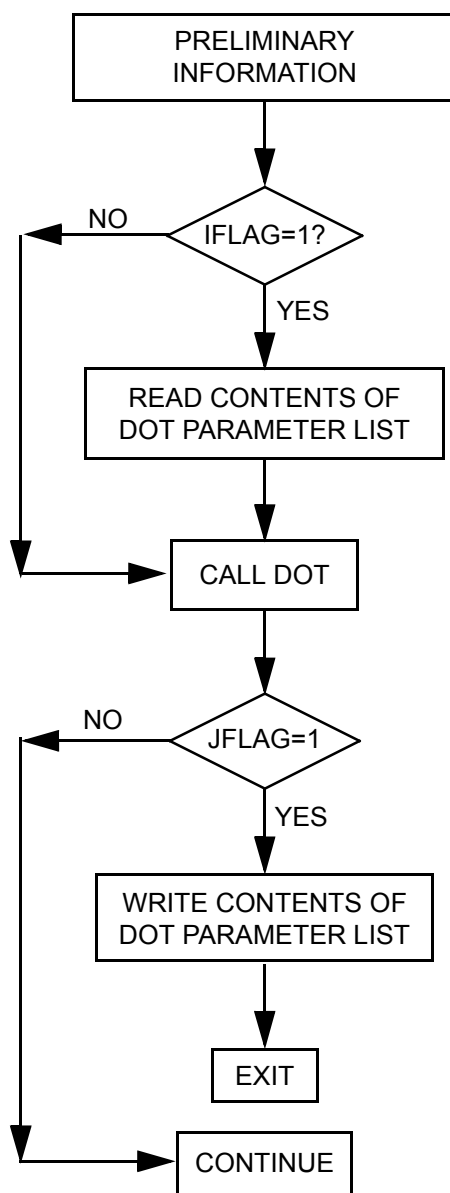 PRELIMINARY
INFORMATION
NO
IFLAG=1?
YES
READ CONTENTS OF
DOT PARAMETER LIST
CALL DOT
NO
JFLAG=1
YES
WRITE CONTENTS OF
DOT PARAMETER LIST
EXIT
CONTINUE